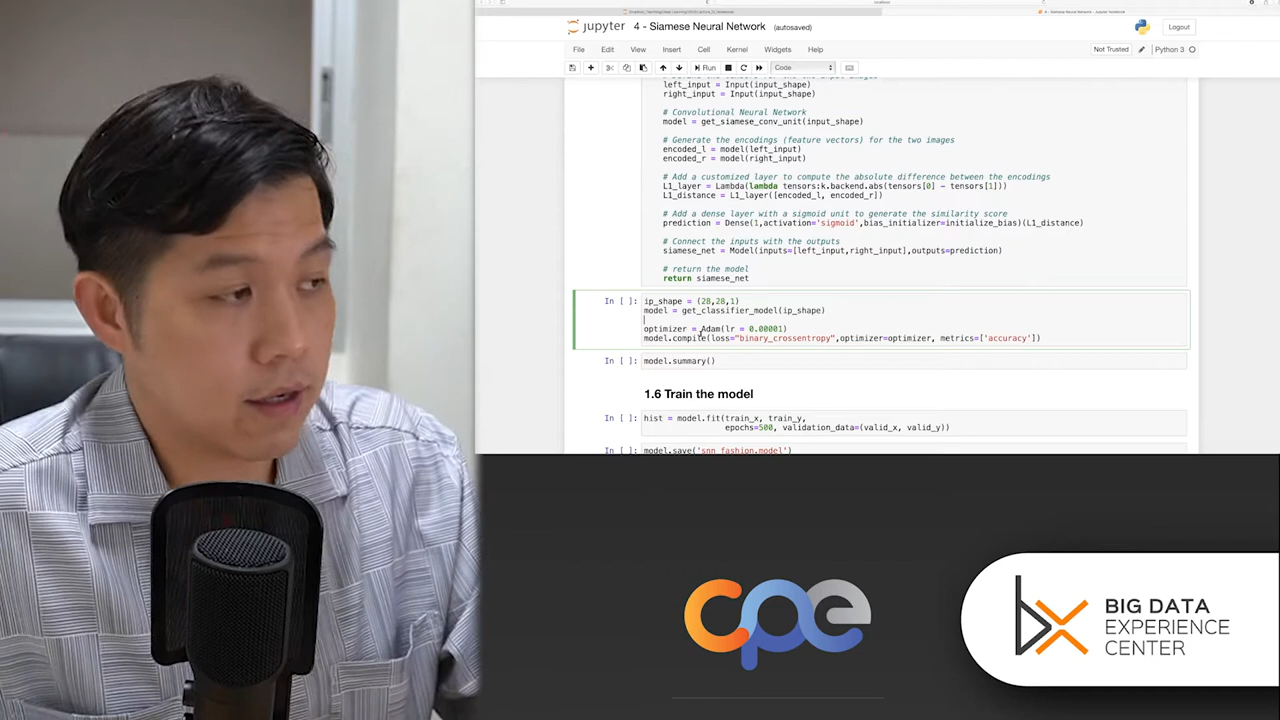 jupyter 4 - Siamese Neural Network (autosaved)
Logout
File Edit View Insert Cell Kernel Widgets Help
Not Trusted
Python 3
Run
Code
left_input = Input(input_shape)
right_input = Input(input_shape)
# Convolutional Neural Network
model = get_siamese_conv_unit(input_shape)
# Generate the encodings (feature vectors) for the two images
encoded_l = model(left_input)
encoded_r = model(right_input)
# Add a customized layer to compute the absolute difference between the encodings
L1_layer = Lambda(lambda tensors:k.backend.abs(tensors[0] - tensors[1]))
L1_distance = L1_layer([encoded_l, encoded_r])
# Add a dense layer with a sigmoid unit to generate the similarity score
prediction = Dense(1,activation='sigmoid',bias_initializer=initialize_bias)(L1_distance)
# Connect the inputs with the outputs
siamese_net = Model(inputs=[left_input,right_input],outputs=prediction)
# return the model
return siamese_net
In [ ]: ip_shape = (28,28,1)
model = get_classifier_model(ip_shape)
optimizer = Adam(lr = 0.00001)
model.compile(loss="binary_crossentropy",optimizer=optimizer, metrics=['accuracy'])
In [ ]: model.summary()
1.6 Train the model
In [ ]: hist = model.fit(train_x, train_y,
epochs=500, validation_data=(valid_x, valid_y))
In [ ]: model.save('snn_fashion.model')
cpe
bx
BIG DATA
EXPERIENCE
CENTER